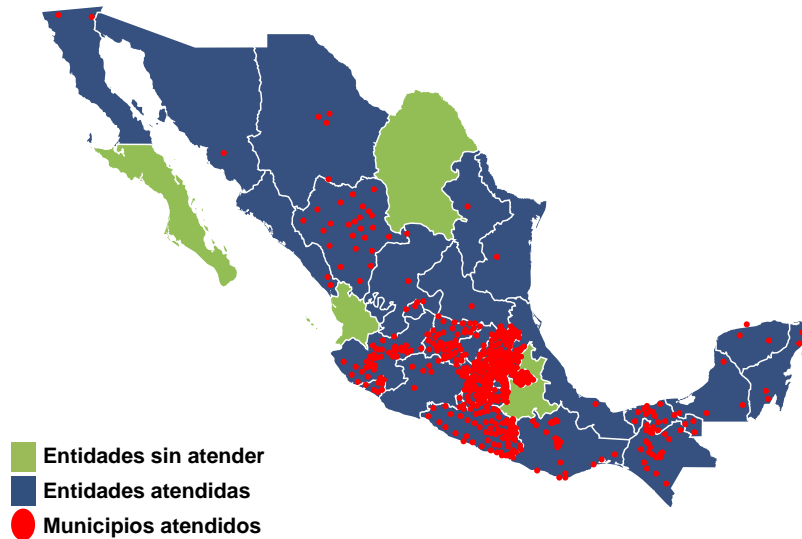 Entidades sin atender
Entidades atendidas
Municipios atendidos